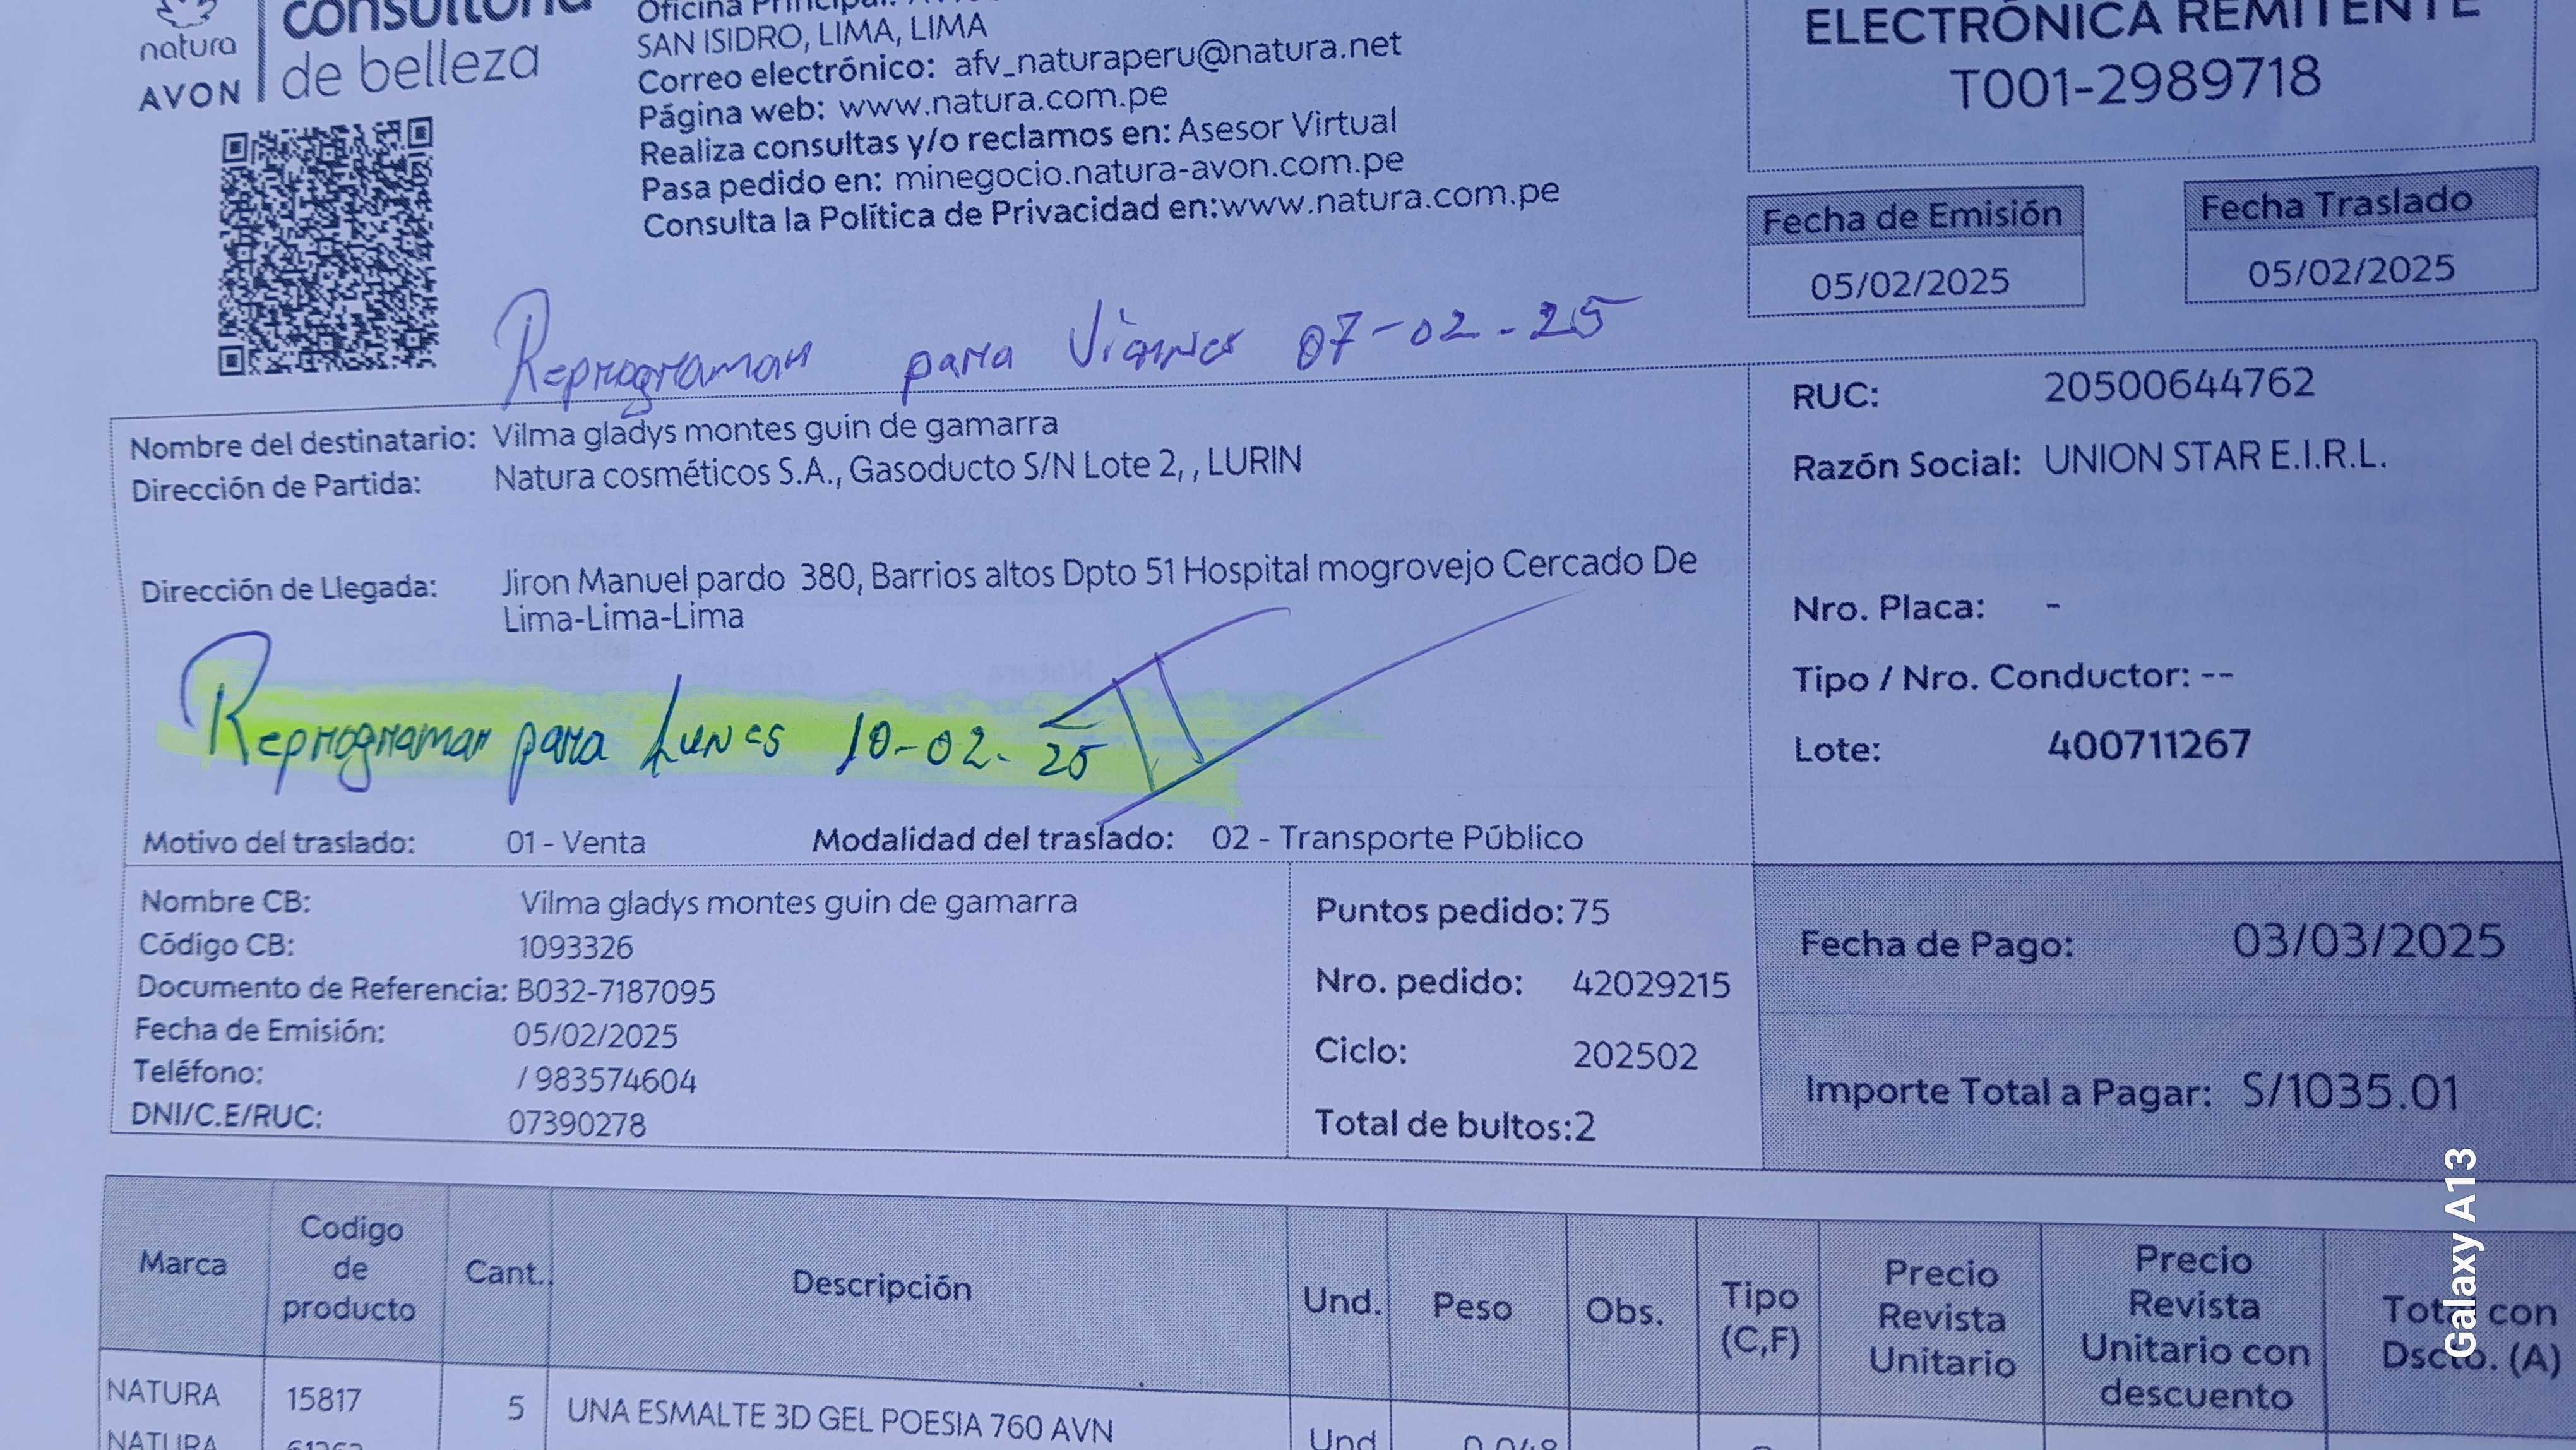 natura
AVON
consultoria
de belleza
SAN ISIDRO, LIMA, LIMA
Correo electrónico: afv_naturaperu@natura.net
Página web: www.natura.com.pe
Realiza consultas y/o reclamos en: Asesor Virtual
Pasa pedido en: minegocio.natura-avon.com.pe
Consulta la Política de Privacidad en:www.natura.com.pe
ELECTRÓNICA REMITENTE
T001-2989718
Fecha de Emisión
05/02/2025
Fecha Traslado
05/02/2025
Reprogramar para Viernes 07-02-25
Nombre del destinatario: Vilma gladys montes guin de gamarra
Dirección de Partida: Natura cosméticos S.A., Gasoducto S/N Lote 2, , LURIN
Dirección de Llegada: Jiron Manuel pardo 380, Barrios altos Dpto 51 Hospital mogrovejo Cercado De
Lima-Lima-Lima
Reprogramar para Lunes 10-02-25
Motivo del traslado: 01 - Venta Modalidad del traslado: 02 - Transporte Público
RUC: 20500644762
Razón Social: UNION STAR E.I.R.L.
Nro. Placa: -
Tipo / Nro. Conductor: --
Lote: 400711267
Nombre CB: Vilma gladys montes guin de gamarra
Código CB: 1093326
Documento de Referencia: B032-7187095
Fecha de Emisión: 05/02/2025
Teléfono: / 983574604
DNI/C.E/RUC: 07390278
Puntos pedido: 75
Nro. pedido: 42029215
Ciclo: 202502
Total de bultos:2
Fecha de Pago: 03/03/2025
Importe Total a Pagar: S/1035.01
Marca
Codigo
de
producto
Cant.
Descripción
Und.
Peso
Obs.
Tipo
(C,F)
Precio
Revista
Unitario
Precio
Revista
Unitario con
descuento
Total con
Dscto. (A)
NATURA 15817 5 UNA ESMALTE 3D GEL POESIA 760 AVN Und
NATURA
Galaxy A13